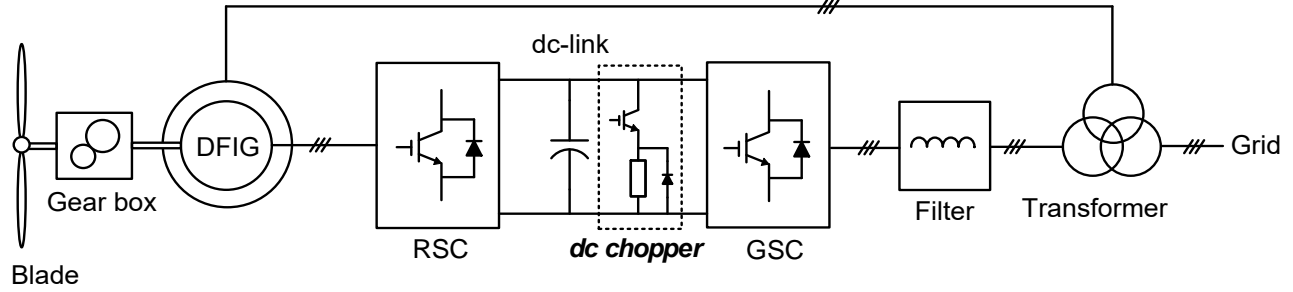 dc-link
DFIG
Grid
Gear box
Filter
Transformer
RSC
dc chopper
GSC
Blade